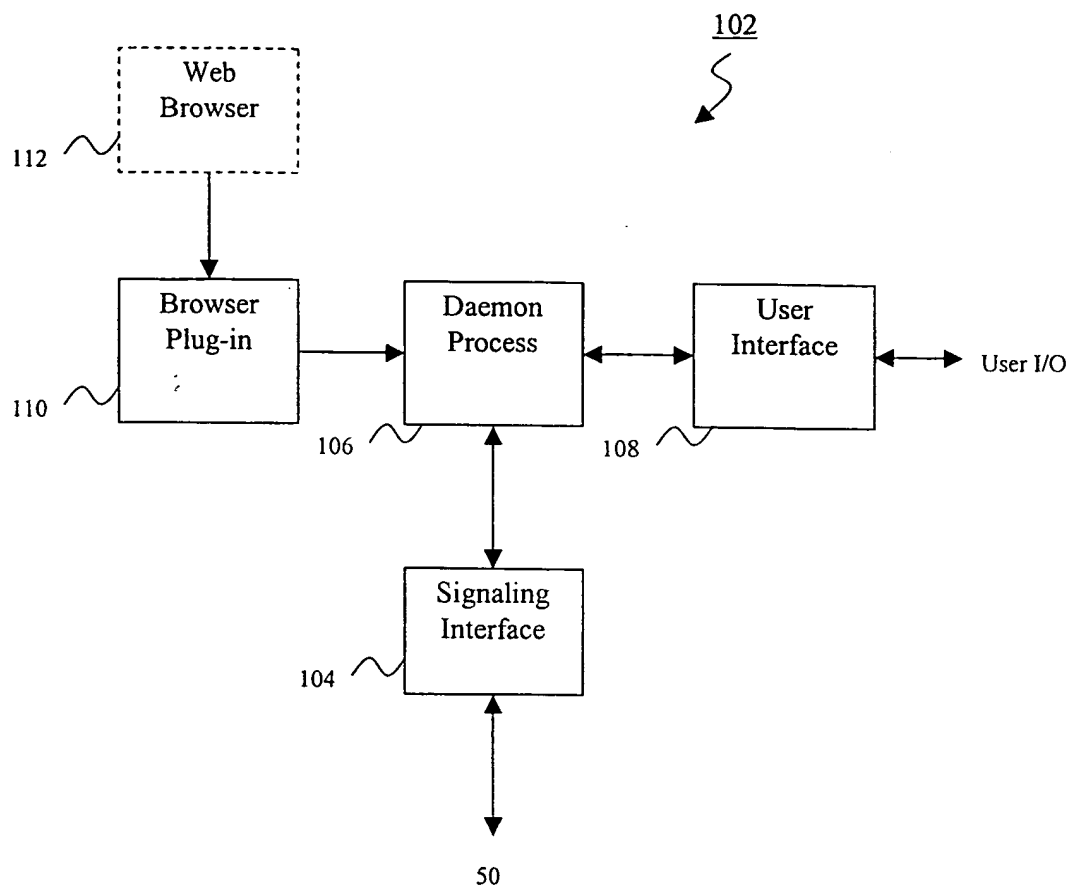 102
Web
Browser
112
Browser
Plug-in
110
Daemon
Process
106
User
Interface
108
User I/O
Signaling
Interface
104
50